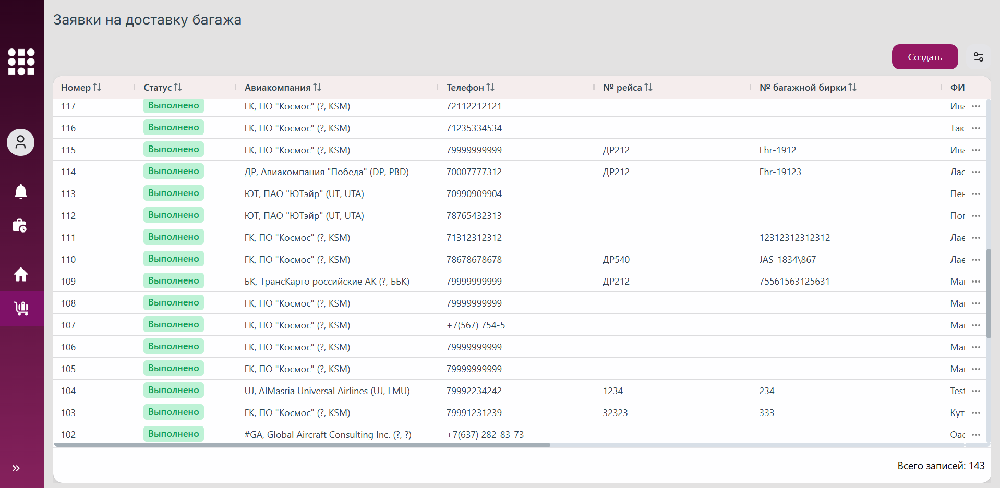 Заявки на доставку багажа
Создать
Номер Статус Авиакомпания Телефон № рейса № багажной бирки ФИ
117 Выполнено ГК, ПО "Космос" (?, KSM) 72112212121 Ива
116 Выполнено ГК, ПО "Космос" (?, KSM) 71235334534 Так
115 Выполнено ГК, ПО "Космос" (?, KSM) 79999999999 ДР212 Fhr-1912 Ива
114 Выполнено ДР, Авиакомпания "Победа" (DP, PBD) 70007777312 ДР212 Fhr-19123 Лае
113 Выполнено ЮТ, ПАО "ЮТэйр" (UT, UTA) 70990909904 Пен
112 Выполнено ЮТ, ПАО "ЮТэйр" (UT, UTA) 78765432313 Поп
111 Выполнено ГК, ПО "Космос" (?, KSM) 71312312312 12312312312312 Лае
110 Выполнено ГК, ПО "Космос" (?, KSM) 78678678678 ДР540 JAS-1834\867 Лае
109 Выполнено ЬК, ТрансКарго российские АК (?, ЬЬК) 79999999999 ДР212 75561563125631 Ма
108 Выполнено ГК, ПО "Космос" (?, KSM) 79999999999 Ма
107 Выполнено ГК, ПО "Космос" (?, KSM) +7(567) 754-5 Ма
106 Выполнено ГК, ПО "Космос" (?, KSM) 79999999999 Ма
105 Выполнено ГК, ПО "Космос" (?, KSM) 79999999999 Ма
104 Выполнено UJ, AlMasria Universal Airlines (UJ, LMU) 79992234242 1234 234 Test
103 Выполнено ГК, ПО "Космос" (?, KSM) 79991231239 32323 333 Кут
102 Выполнено #GA, Global Aircraft Consulting Inc. (?, ?) +7(637) 282-83-73 Оас
Всего записей: 143